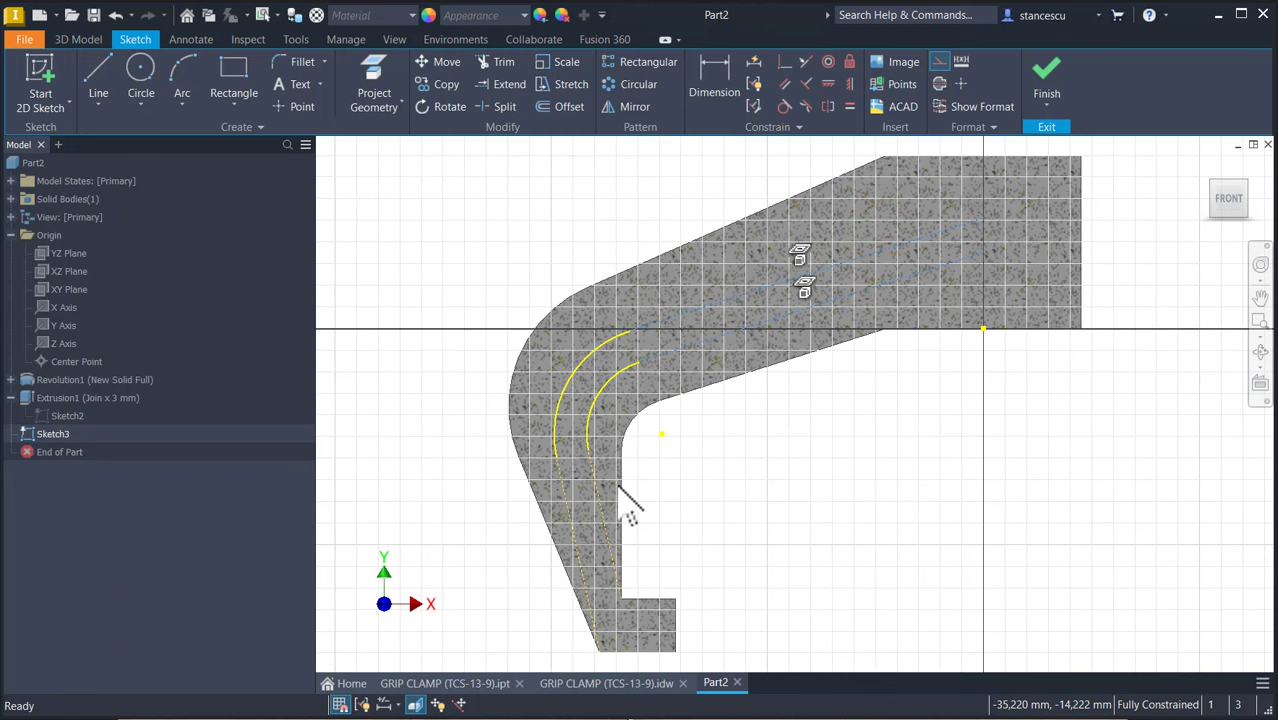 Material
Appearance
Part2
Search Help & Commands...
stancescu
File
3D Model
Sketch
Annotate
Inspect
Tools
Manage
View
Environments
Collaborate
Fusion 360
Start
2D Sketch
Line
Circle
Arc
Rectangle
Fillet
Text
Point
Project
Geometry
Move
Trim
Scale
Copy
Extend
Stretch
Rotate
Split
Offset
Rectangular
Circular
Mirror
Dimension
Image
Points
ACAD
Show Format
Finish
Sketch
Create
Modify
Pattern
Constrain
Insert
Format
Exit
Model
Part2
Model States: [Primary]
Solid Bodies(1)
View: [Primary]
Origin
YZ Plane
XZ Plane
XY Plane
X Axis
Y Axis
Z Axis
Center Point
Revolution1 (New Solid Full)
Extrusion1 (Join x 3 mm)
Sketch2
Sketch3
End of Part
FRONT
Y
X
Home
GRIP CLAMP (TCS-13-9).ipt
GRIP CLAMP (TCS-13-9).idw
Part2
Ready
-35,220 mm, -14,222 mm
Fully Constrained
1
3